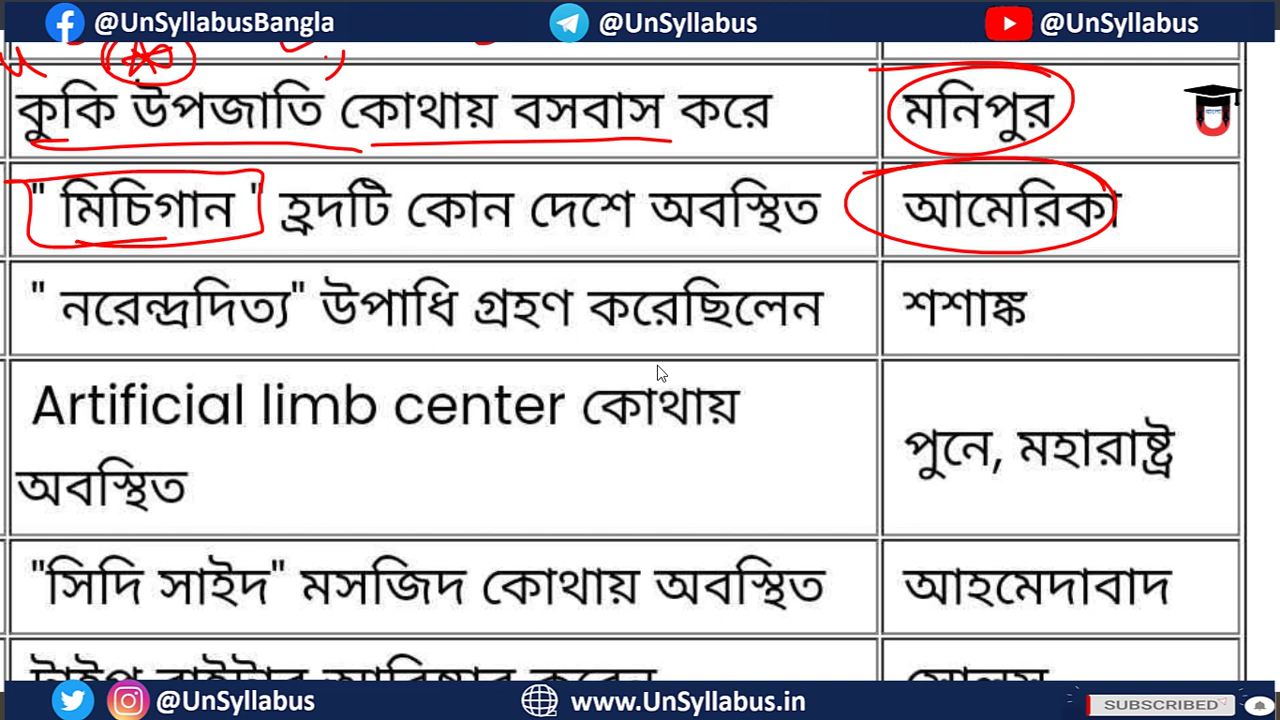 @UnSyllabusBangla @UnSyllabus @UnSyllabus
কুকি উপজাতি কোথায় বসবাস করে মনিপুর
" মিচিগান " হ্রদটি কোন দেশে অবস্থিত আমেরিকা
" নরেন্দ্রদিত্য" উপাধি গ্রহণ করেছিলেন শশাঙ্ক
Artificial limb center কোথায়
অবস্থিত
পুনে, মহারাষ্ট্র
"সিদি সাইদ" মসজিদ কোথায় অবস্থিত আহমেদাবাদ
@UnSyllabus www.UnSyllabus.in SUBSCRIBED